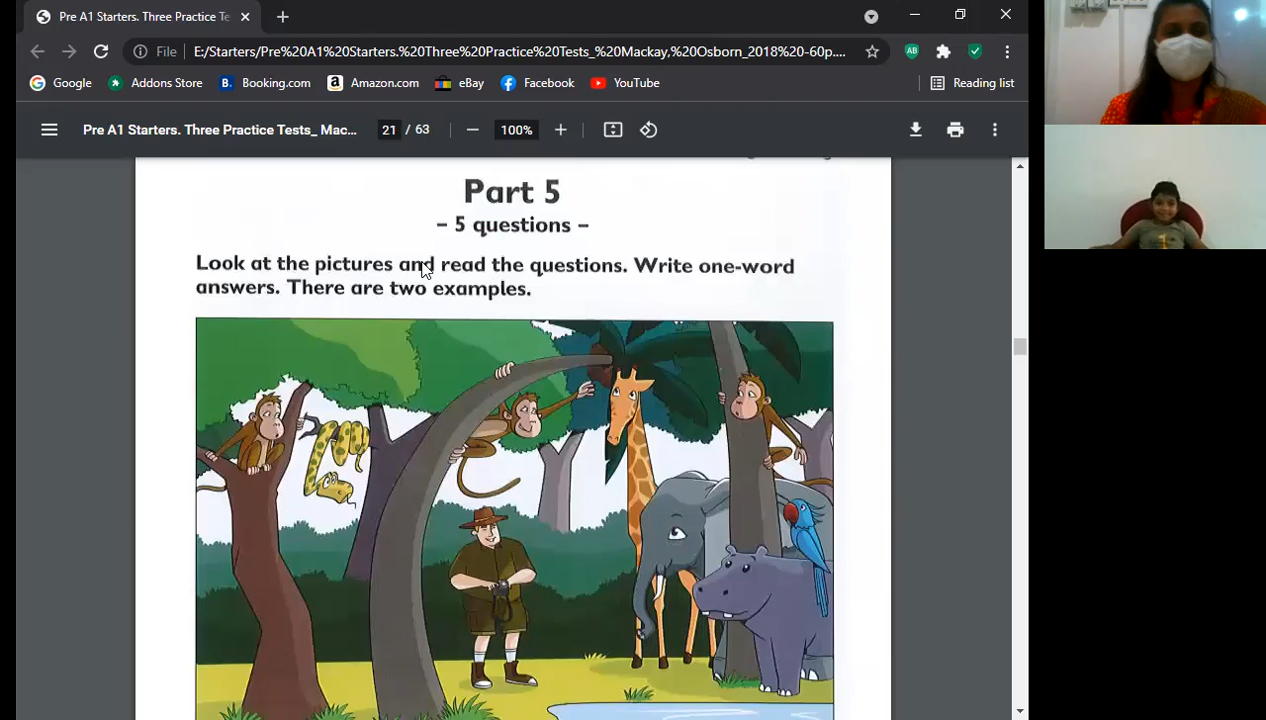 Pre A1 Starters. Three Practice Te
File
E:/Starters/Pre%20A1%20Starters.%20Three%20Practice%20Tests_%20Mackay,%20Osborn_2018%20-60p....
AB
Google
Addons Store
B.
Booking.com
a
Amazon.com
eBay
Facebook
YouTube
Reading list
Pre A1 Starters. Three Practice Tests_ Mac...
21 / 63
100%
Part 5
– 5 questions –
Look at the pictures and read the questions. Write one-word
answers. There are two examples.